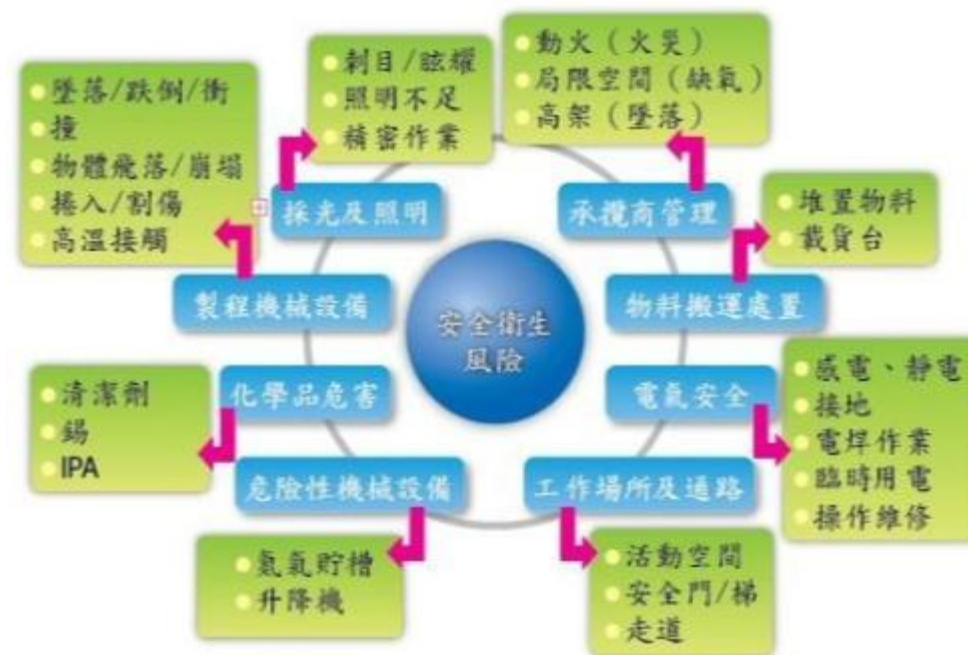 墜落/跌倒/衝
撞
物體飛落/崩塌
捲入/割傷
高溫接觸
刺目/眩耀
照明不足
精密作業
動火（火災）
局限空間（缺氣）
高架（墜落）
採光及照明
承攬商管理
堆置物料
載貨台
製程機械設備
物料搬運處置
安全衛生
風險
清潔劑
錫
IPA
化學品危害
電氣安全
感電、靜電
接地
電焊作業
臨時用電
操作維修
危險性機械設備
工作場所及通路
氮氣貯槽
升降機
活動空間
安全門/梯
走道